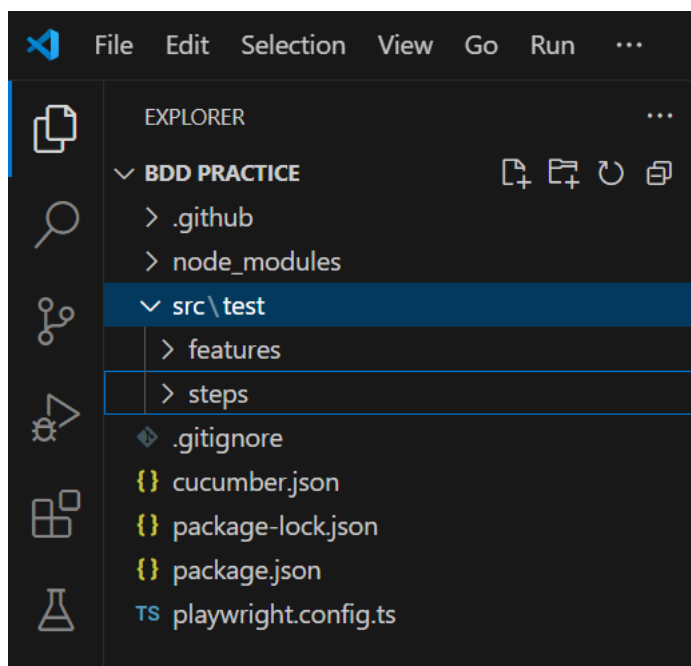 File Edit Selection View Go Run ...
EXPLORER ...
BDD PRACTICE
.github
node_modules
src\test
features
steps
.gitignore
{} cucumber.json
{} package-lock.json
{} package.json
TS playwright.config.ts